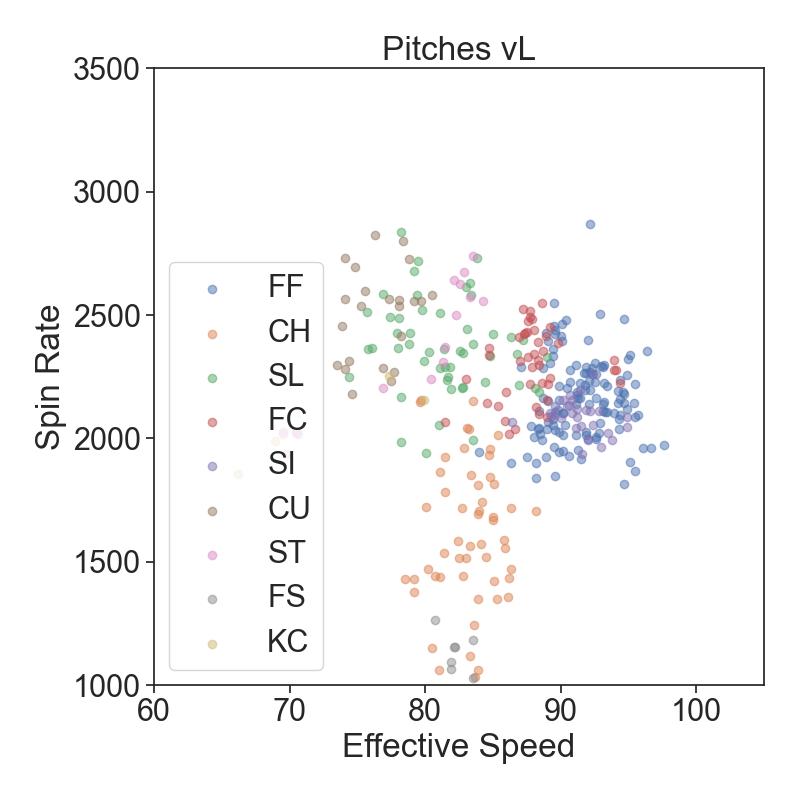 Pitches vL
3500
3000
2500
2000
1500
1000
Spin Rate
FF
CH
SL
FC
SI
CU
ST
FS
KC
60 70 80 90 100
Effective Speed